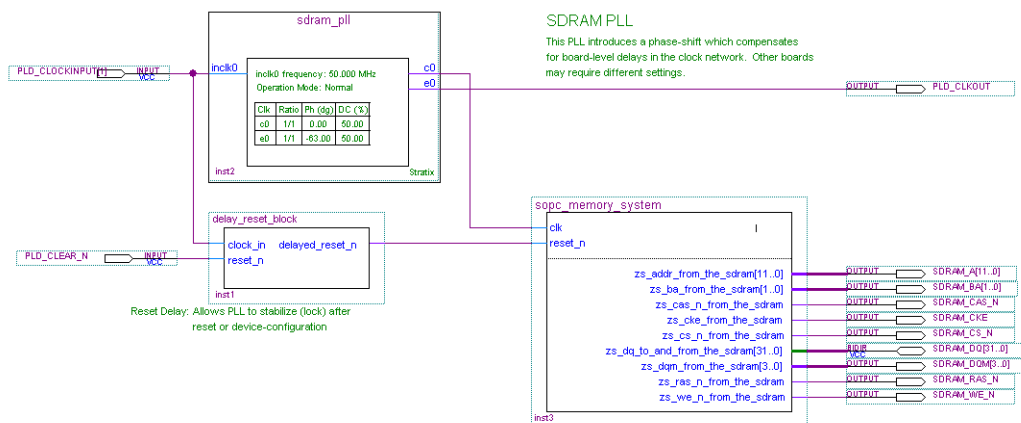 sdram_pll
SDRAM PLL
This PLL introduces a phase-shift which compensates
for board-level delays in the clock network. Other boards
may require different settings.
PLD_CLOCKINPUT[1] INPUT
VCC
inclk0
c0
e0
inclk0 frequency: 50.000 MHz
Operation Mode: Normal
Clk Ratio Ph (dg) DC (%)
c0 1/1 0.00 50.00
e0 1/1 -63.00 50.00
inst2
Stratix
OUTPUT PLD_CLKOUT
sopc_memory_system
clk
reset_n
delay_reset_block
clock_in delayed_reset_n
reset_n
inst1
PLD_CLEAR_N INPUT
VCC
Reset Delay: Allows PLL to stabilize (lock) after
reset or device-configuration
zs_addr_from_the_sdram[11..0] OUTPUT SDRAM_A[11..0]
zs_ba_from_the_sdram[1..0] OUTPUT SDRAM_BA[1..0]
zs_cas_n_from_the_sdram OUTPUT SDRAM_CAS_N
zs_cke_from_the_sdram OUTPUT SDRAM_CKE
zs_cs_n_from_the_sdram OUTPUT SDRAM_CS_N
zs_dq_to_and_from_the_sdram[31..0] BIDIR SDRAM_DQ[31..0]
VCC
zs_dqm_from_the_sdram[3..0] OUTPUT SDRAM_DQM[3..0]
zs_ras_n_from_the_sdram OUTPUT SDRAM_RAS_N
zs_we_n_from_the_sdram OUTPUT SDRAM_WE_N
inst3